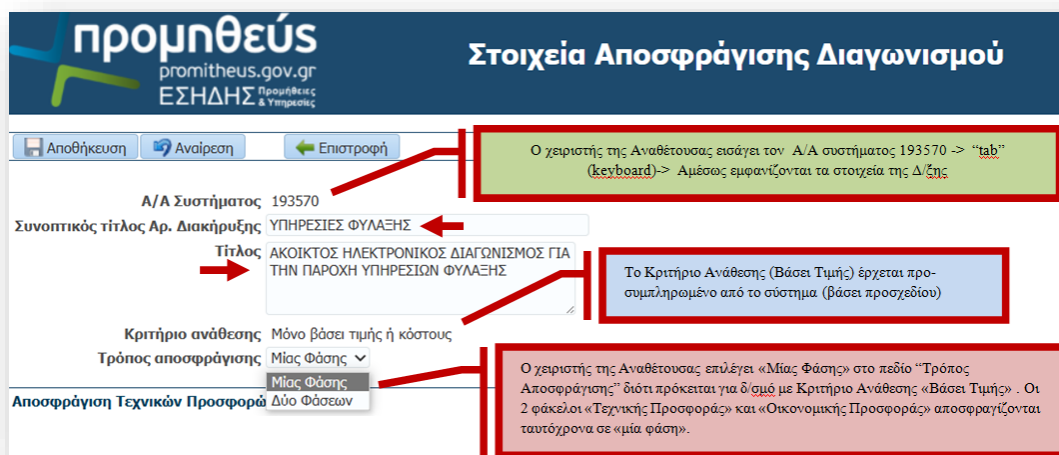 προμηθεύs
promitheus.gov.gr
ΕΣΗΔΗΣ Προμήθειες & Υπηρεσίες
Στοιχεία Αποσφράγισης Διαγωνισμού
Αποθήκευση Αναίρεση Επιστροφή
Ο χειριστής της Αναθέτουσας εισάγει τον Α/Α συστήματος 193570 -> “tab”
(keyboard)-> Αμέσως εμφανίζονται τα στοιχεία της Δ/ξης
Α/Α Συστήματος 193570
Συνοπτικός τίτλος Αρ. Διακήρυξης ΥΠΗΡΕΣΙΕΣ ΦΥΛΑΞΗΣ
Τίτλος ΑΚΟΙΚΤΟΣ ΗΛΕΚΤΡΟΝΙΚΟΣ ΔΙΑΓΩΝΙΣΜΟΣ ΓΙΑ
ΤΗΝ ΠΑΡΟΧΗ ΥΠΗΡΕΣΙΩΝ ΦΥΛΑΞΗΣ
Το Κριτήριο Ανάθεσης (Βάσει Τιμής) έρχεται προ-
συμπληρωμένο από το σύστημα (βάσει προσχεδίου)
Κριτήριο ανάθεσης Μόνο βάσει τιμής ή κόστους
Τρόπος αποσφράγισης Μίας Φάσης
Μίας Φάσης
Δύο Φάσεων
Αποσφράγιση Τεχνικών Προσφορώ
Ο χειριστής της Αναθέτουσας επιλέγει «Μίας Φάσης» στο πεδίο “Τρόπος
Αποσφράγισης” διότι πρόκειται για δ/σμό με Κριτήριο Ανάθεσης «Βάσει Τιμής» . Οι
2 φάκελοι «Τεχνικής Προσφοράς» και «Οικονομικής Προσφοράς» αποσφραγίζονται
ταυτόχρονα σε «μία φάση».